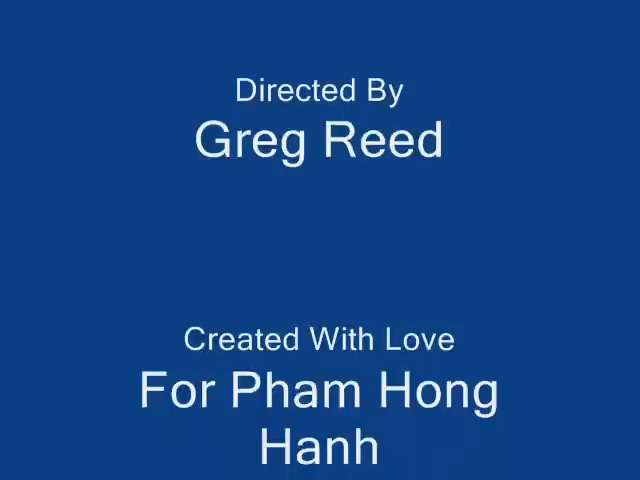 Directed By
Greg Reed
Created With Love
For Pham Hong
Hanh